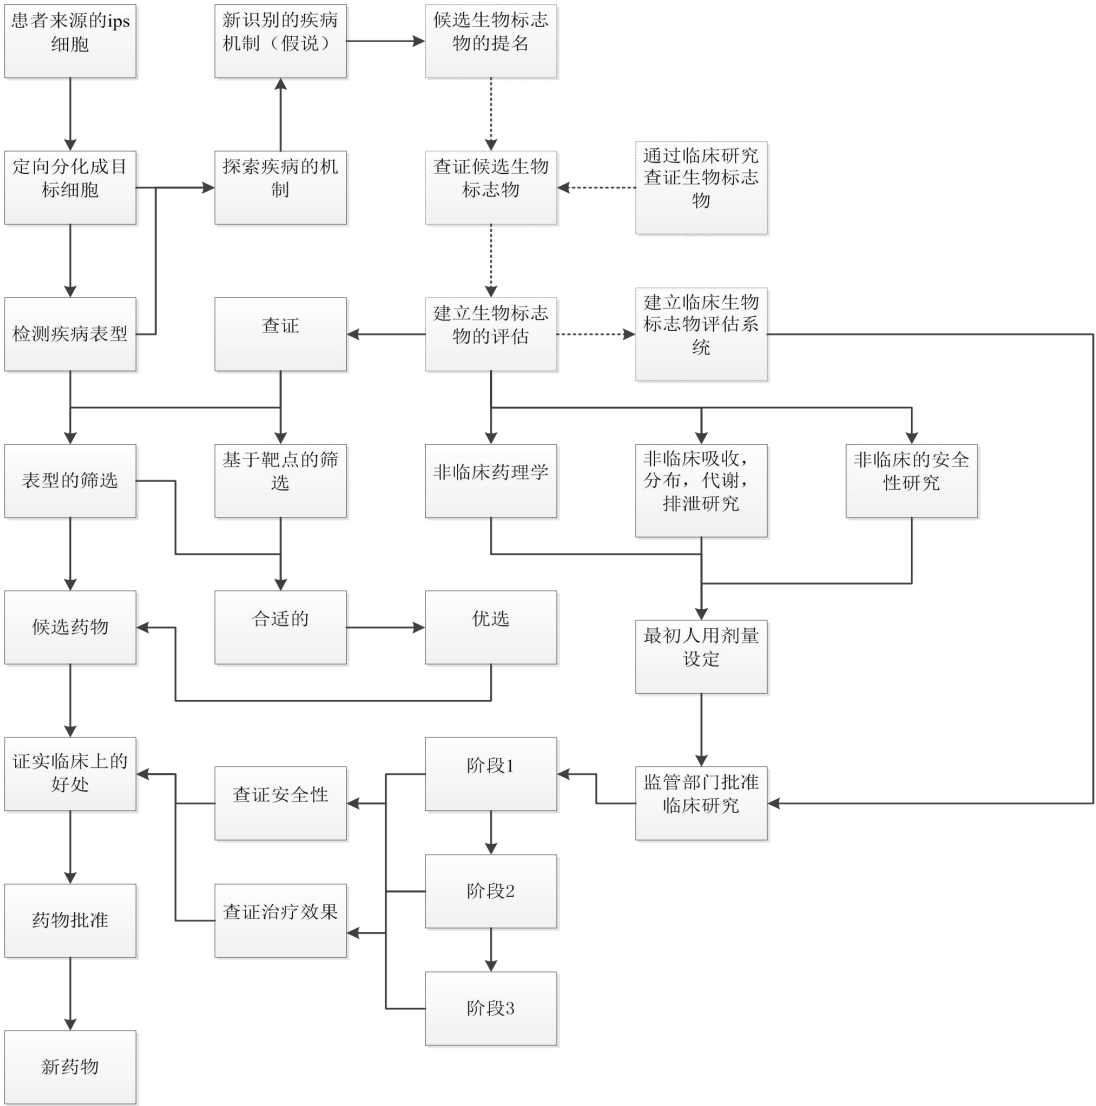 患者来源的ips
细胞
新识别的疾病
机制（假说）
候选生物标志
物的提名
定向分化成目
标细胞
探索疾病的机
制
查证候选生物
标志物
通过临床研究
查证生物标志
物
检测疾病表型
查证
建立生物标志
物的评估
建立临床生物
标志物评估系
统
表型的筛选
基于靶点的筛
选
非临床药理学
非临床吸收，
分布，代谢，
排泄研究
非临床的安全
性研究
候选药物
合适的
优选
最初人用剂量
设定
证实临床上的
好处
查证安全性
阶段1
监管部门批准
临床研究
药物批准
查证治疗效果
阶段2
阶段3
新药物